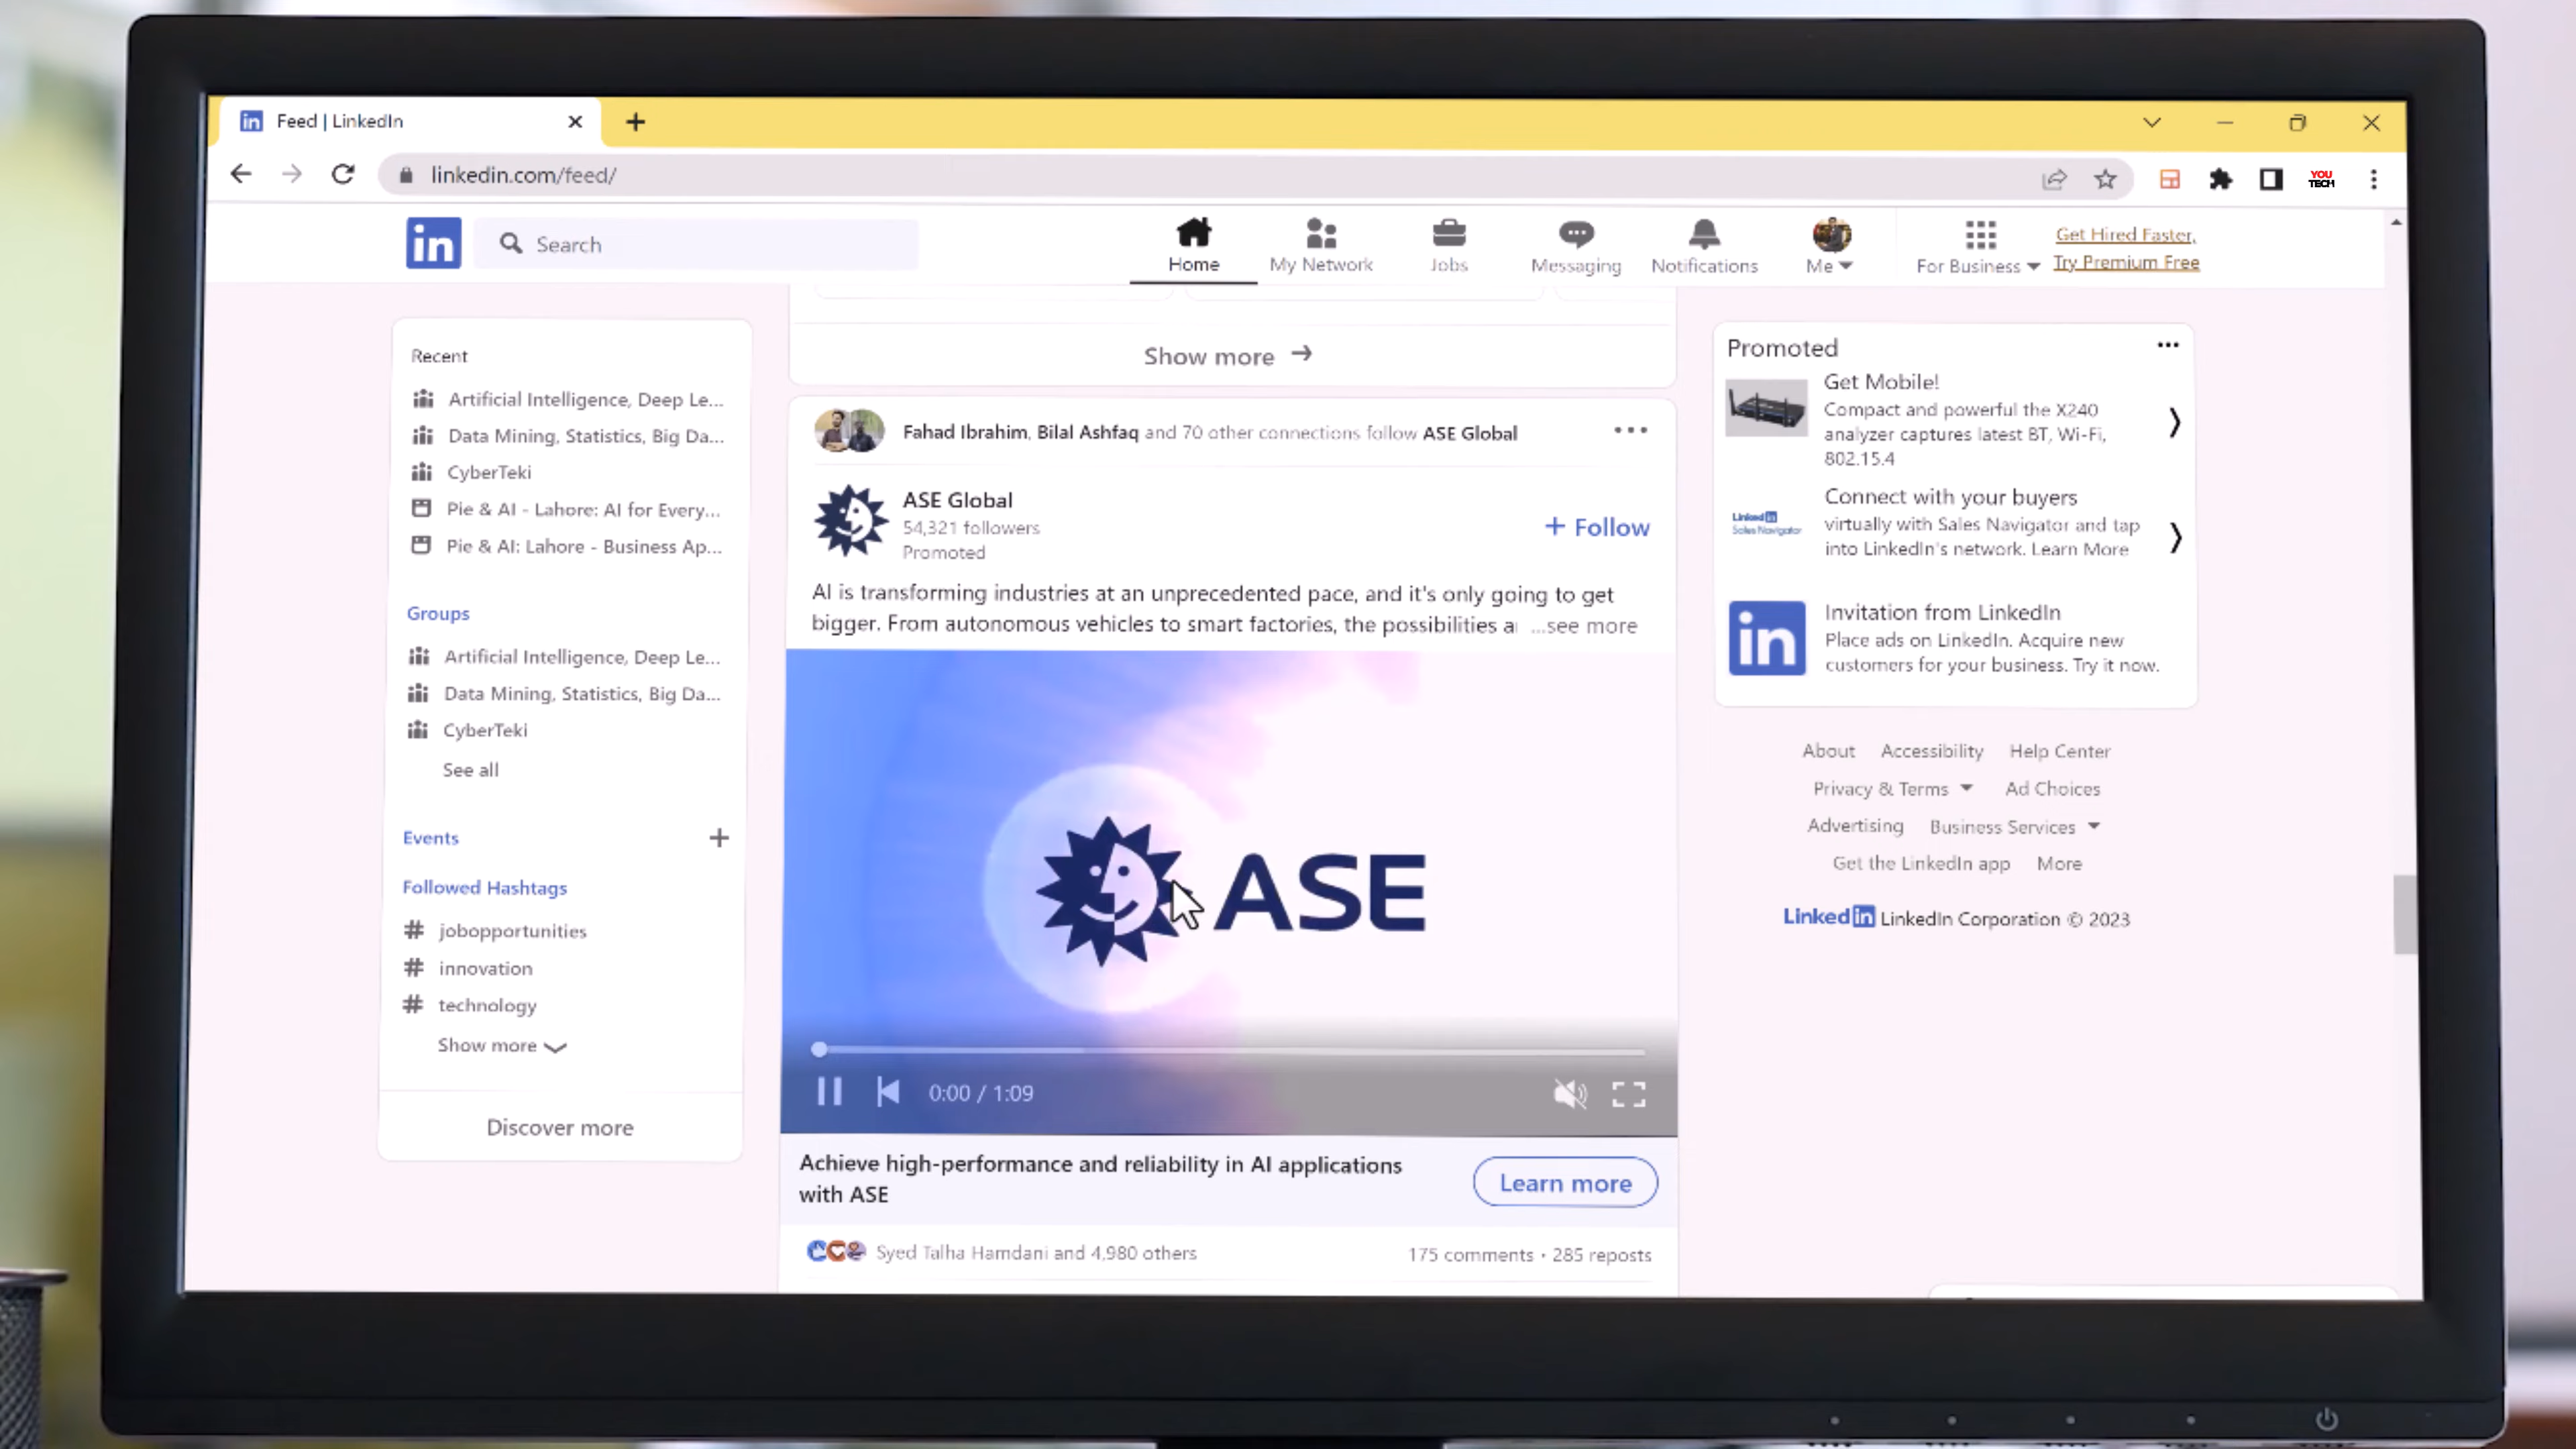 Feed | LinkedIn
linkedin.com/feed/
YOU
TECH
in
Search
Home
My Network
Jobs
Messaging
Notifications
Me
For Business
Get Hired Faster,
Try Premium Free
Recent
Artificial Intelligence, Deep Le...
Data Mining, Statistics, Big Da...
CyberTeki
Pie & AI - Lahore: AI for Every...
Pie & AI: Lahore - Business Ap...
Groups
Artificial Intelligence, Deep Le...
Data Mining, Statistics, Big Da...
CyberTeki
See all
Events
Followed Hashtags
# jobopportunities
# innovation
# technology
Show more
Discover more
Show more
Fahad Ibrahim, Bilal Ashfaq and 70 other connections follow ASE Global
ASE Global
54,321 followers
Promoted
+ Follow
AI is transforming industries at an unprecedented pace, and it's only going to get
bigger. From autonomous vehicles to smart factories, the possibilities a ...see more
ASE
0:00 / 1:09
Achieve high-performance and reliability in AI applications
with ASE
Learn more
Syed Talha Hamdani and 4,980 others
175 comments • 285 reposts
Promoted
Get Mobile!
Compact and powerful the X240
analyzer captures latest BT, Wi-Fi,
802.15.4
Linked in
Sales Navigator
Connect with your buyers
virtually with Sales Navigator and tap
into LinkedIn's network. Learn More
in
Invitation from LinkedIn
Place ads on LinkedIn. Acquire new
customers for your business. Try it now.
About Accessibility Help Center
Privacy & Terms Ad Choices
Advertising Business Services
Get the LinkedIn app More
Linked in LinkedIn Corporation © 2023